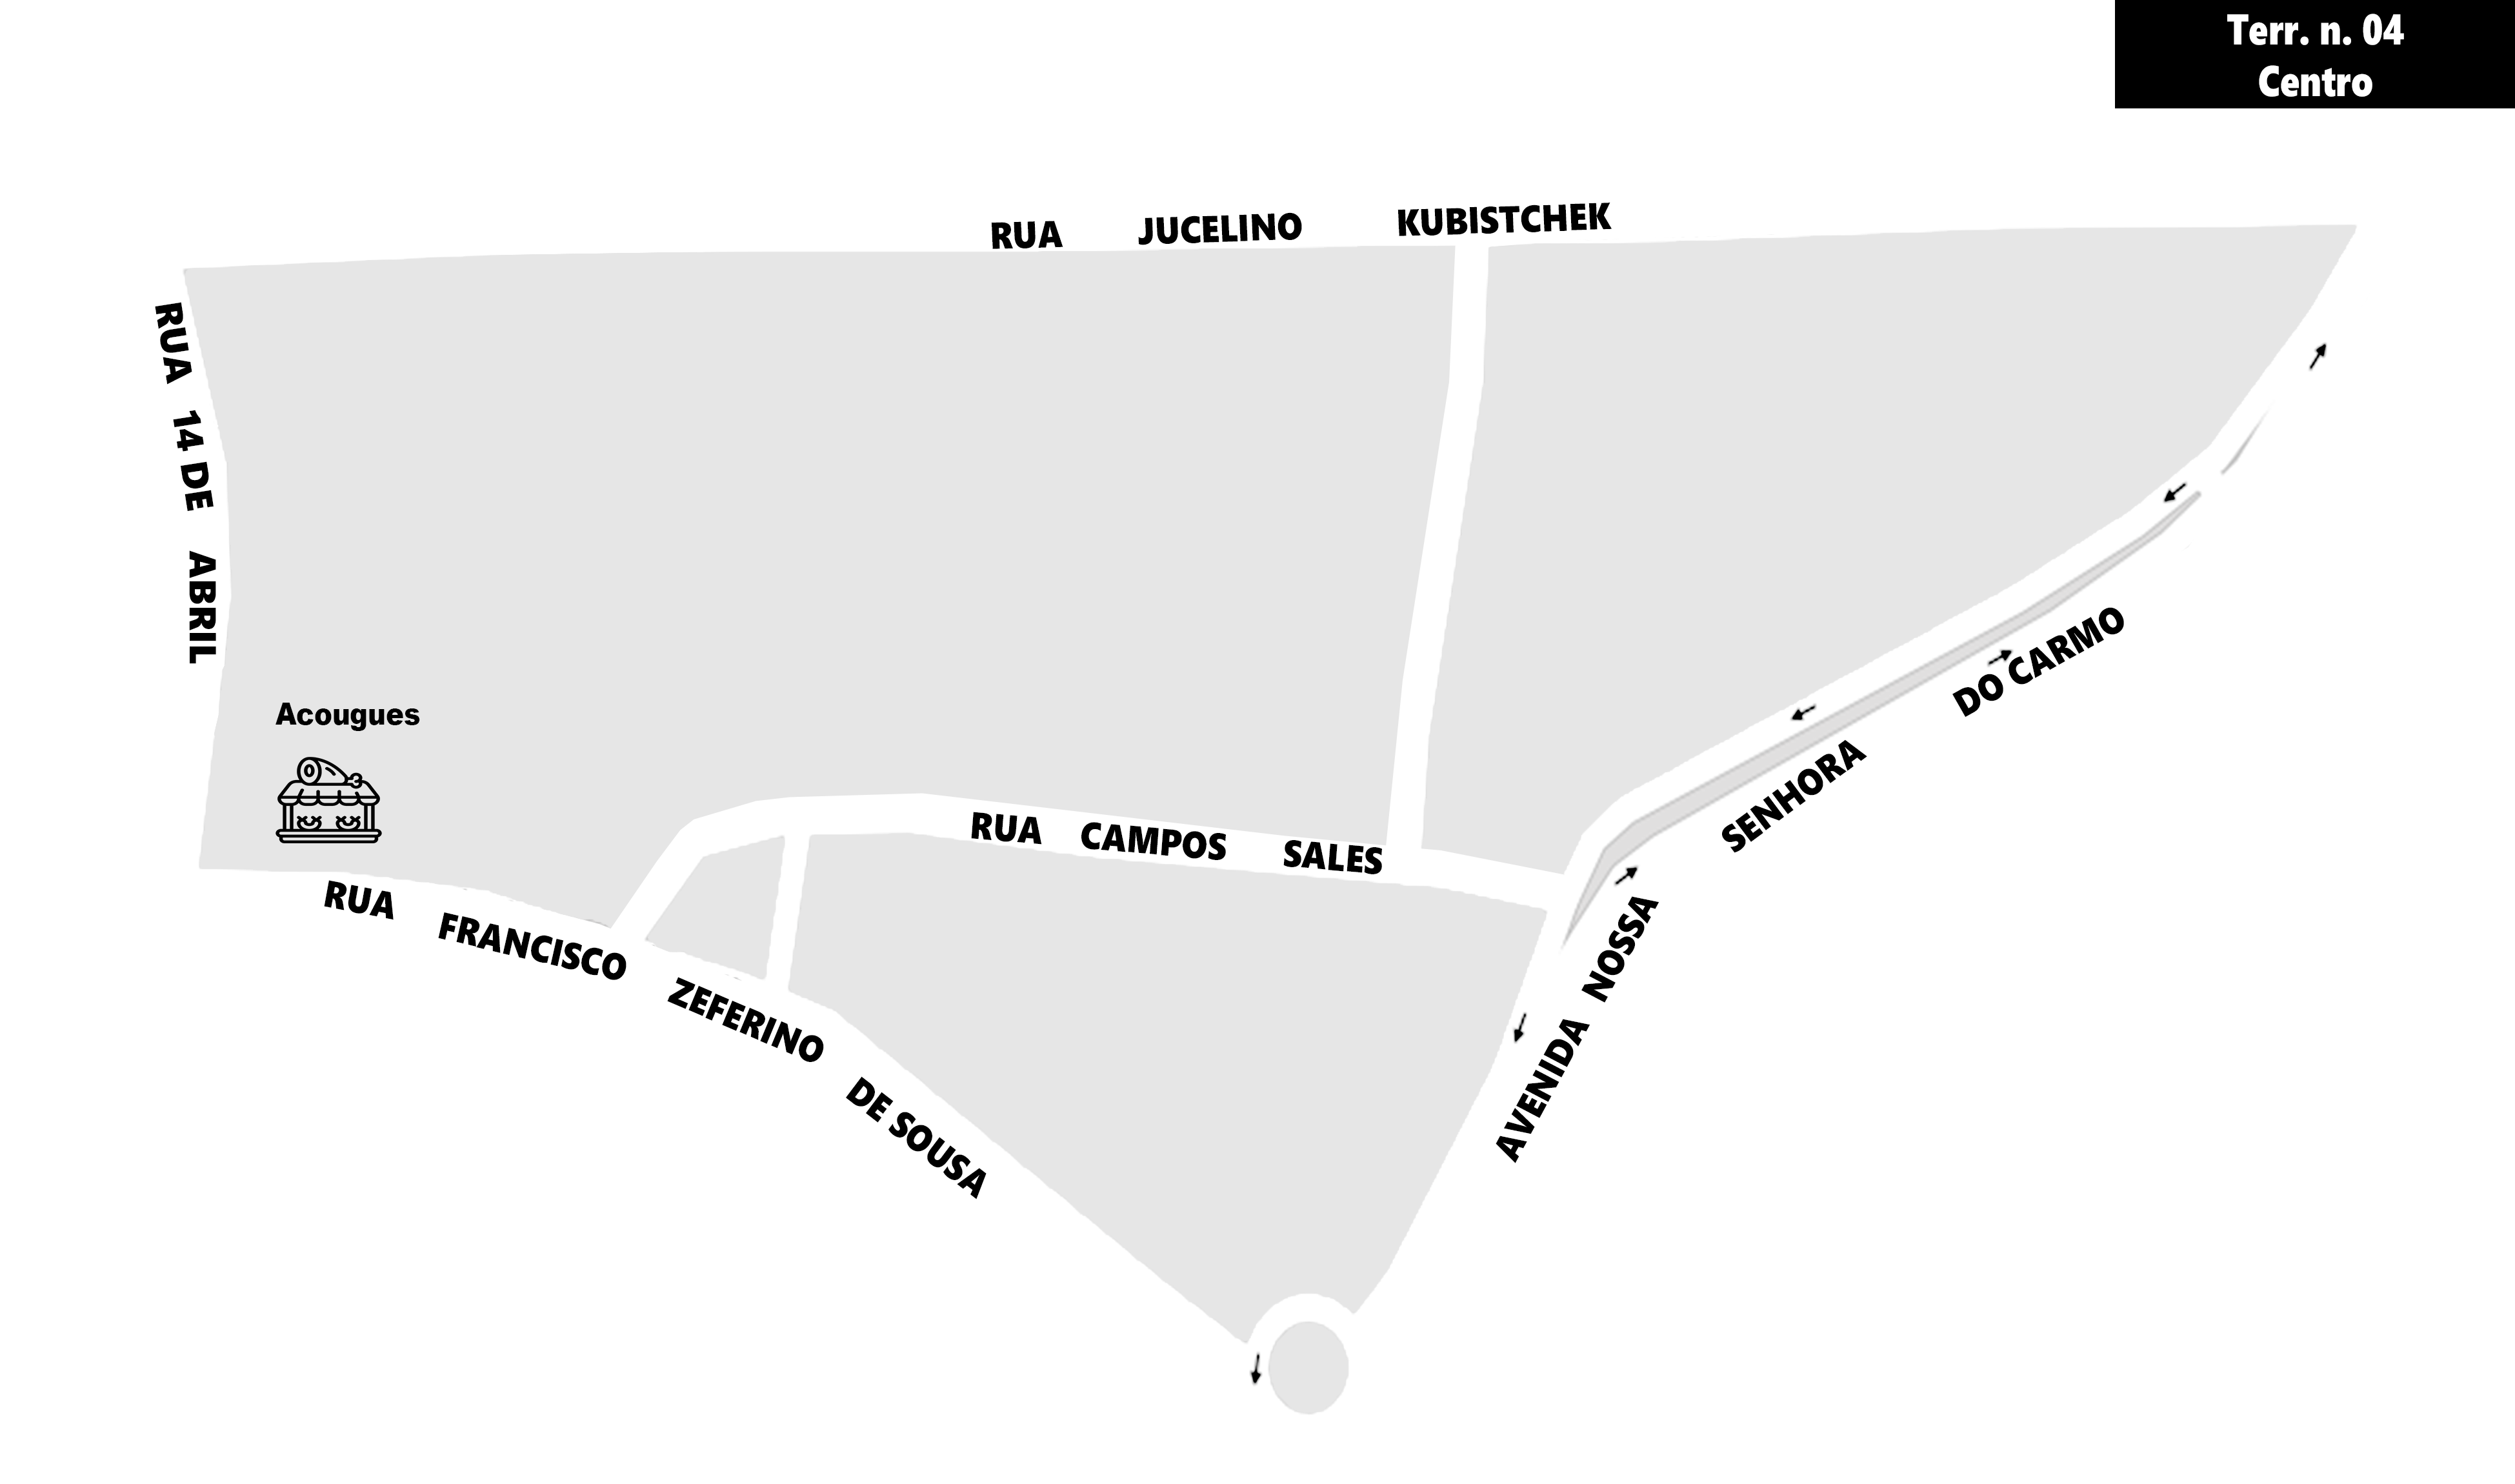 Terr. n. 04
Centro
RUA JUCELINO KUBISTCHEK
RUA 14 DE ABRIL
Acougues
RUA CAMPOS SALES
RUA FRANCISCO ZEFERINO DE SOUSA
AVENIDA NOSSA SENHORA DO CARMO